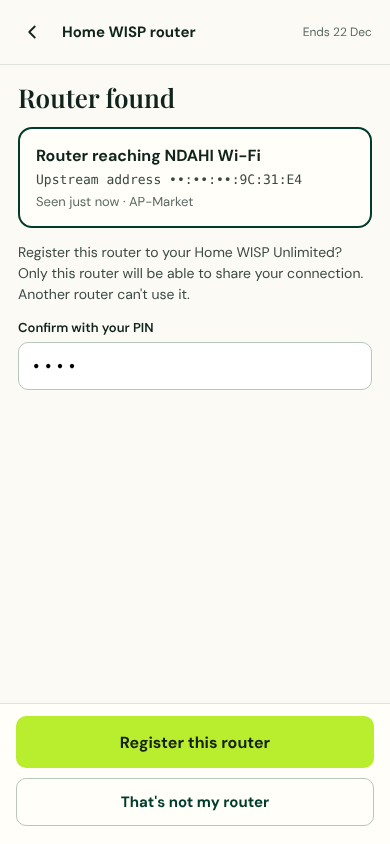 Home WISP router
Ends 22 Dec
Router found
Router reaching NDAHI Wi-Fi
Upstream address ••:••:••:9C:31:E4
Seen just now · AP-Market
Register this router to your Home WISP Unlimited?
Only this router will be able to share your connection.
Another router can't use it.
Confirm with your PIN
••••
Register this router
That's not my router